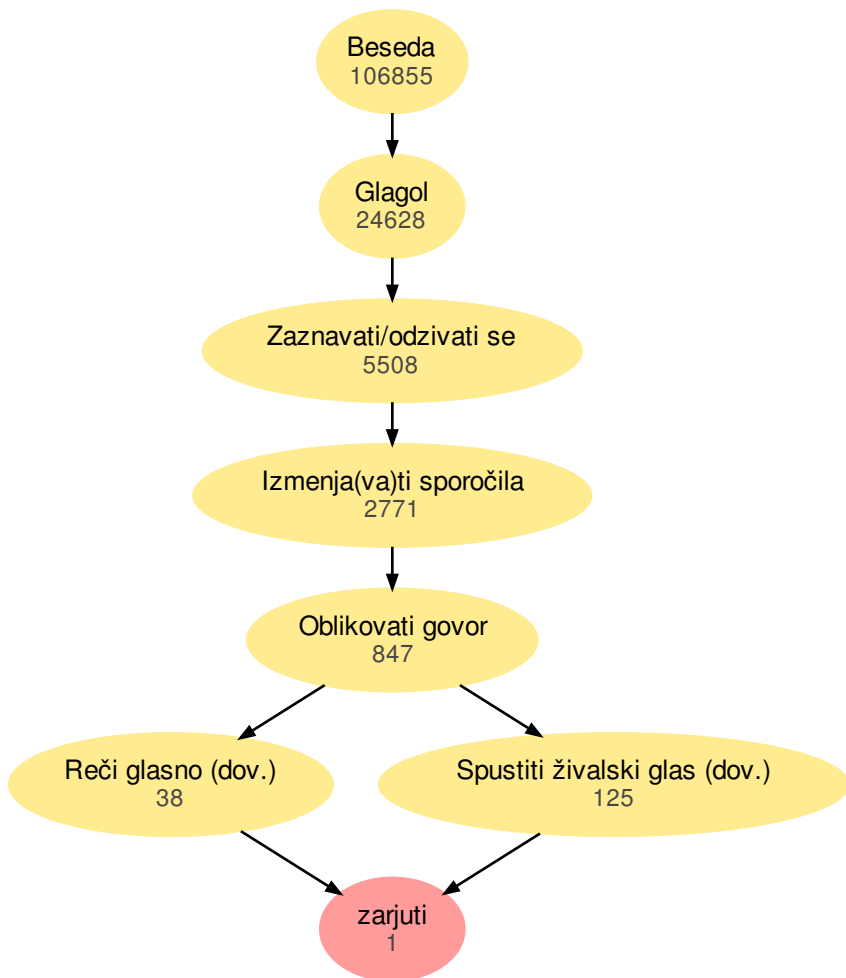 Beseda
106855
Glagol
24628
Zaznavati/odzivati se
5508
Izmenja(va)ti sporočila
2771
Oblikovati govor
847
Reči glasno (dov.)
38
Spustiti živalski glas (dov.)
125
zarjuti
1